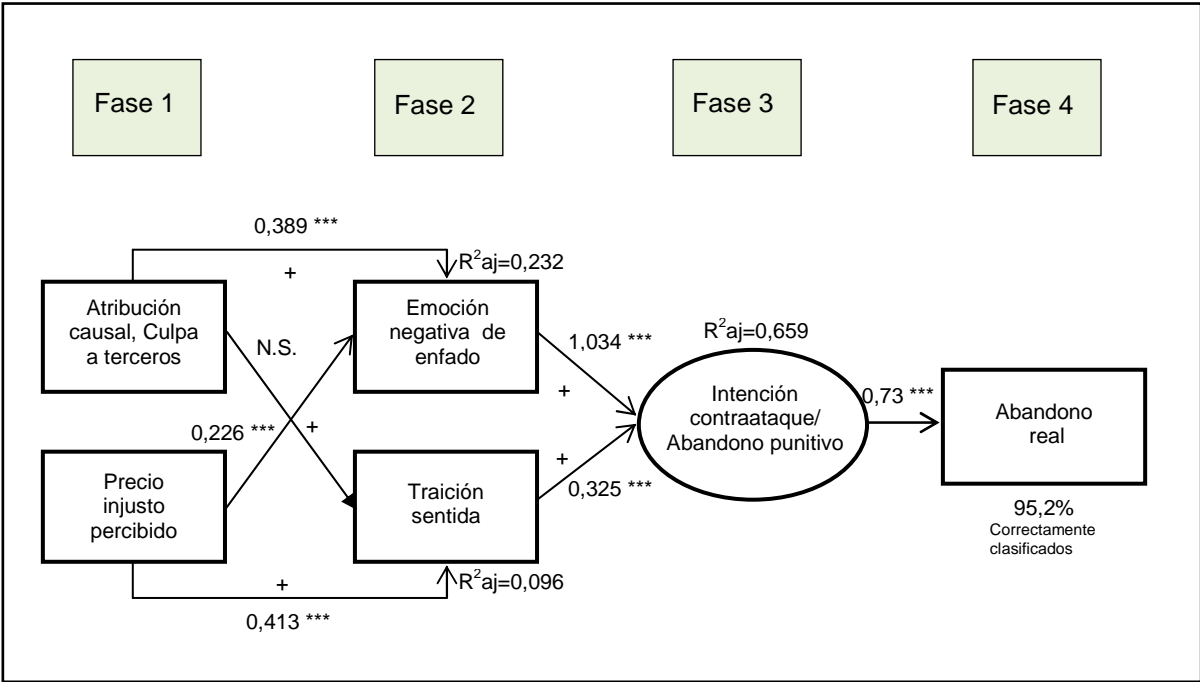 Fase 1
Fase 2
Fase 3
Fase 4
0,389 ***
+
R²aj=0,232
Atribución
causal, Culpa
a terceros
Emoción
negativa de
enfado
N.S.
1,034 ***
+
R²aj=0,659
Intención
contraataque/
Abandono punitivo
0,73 ***
Abandono
real
0,226 ***
+
+
0,325 ***
Precio
injusto
percibido
Traición
sentida
95,2%
Correctamente
clasificados
+
0,413 ***
R²aj=0,096